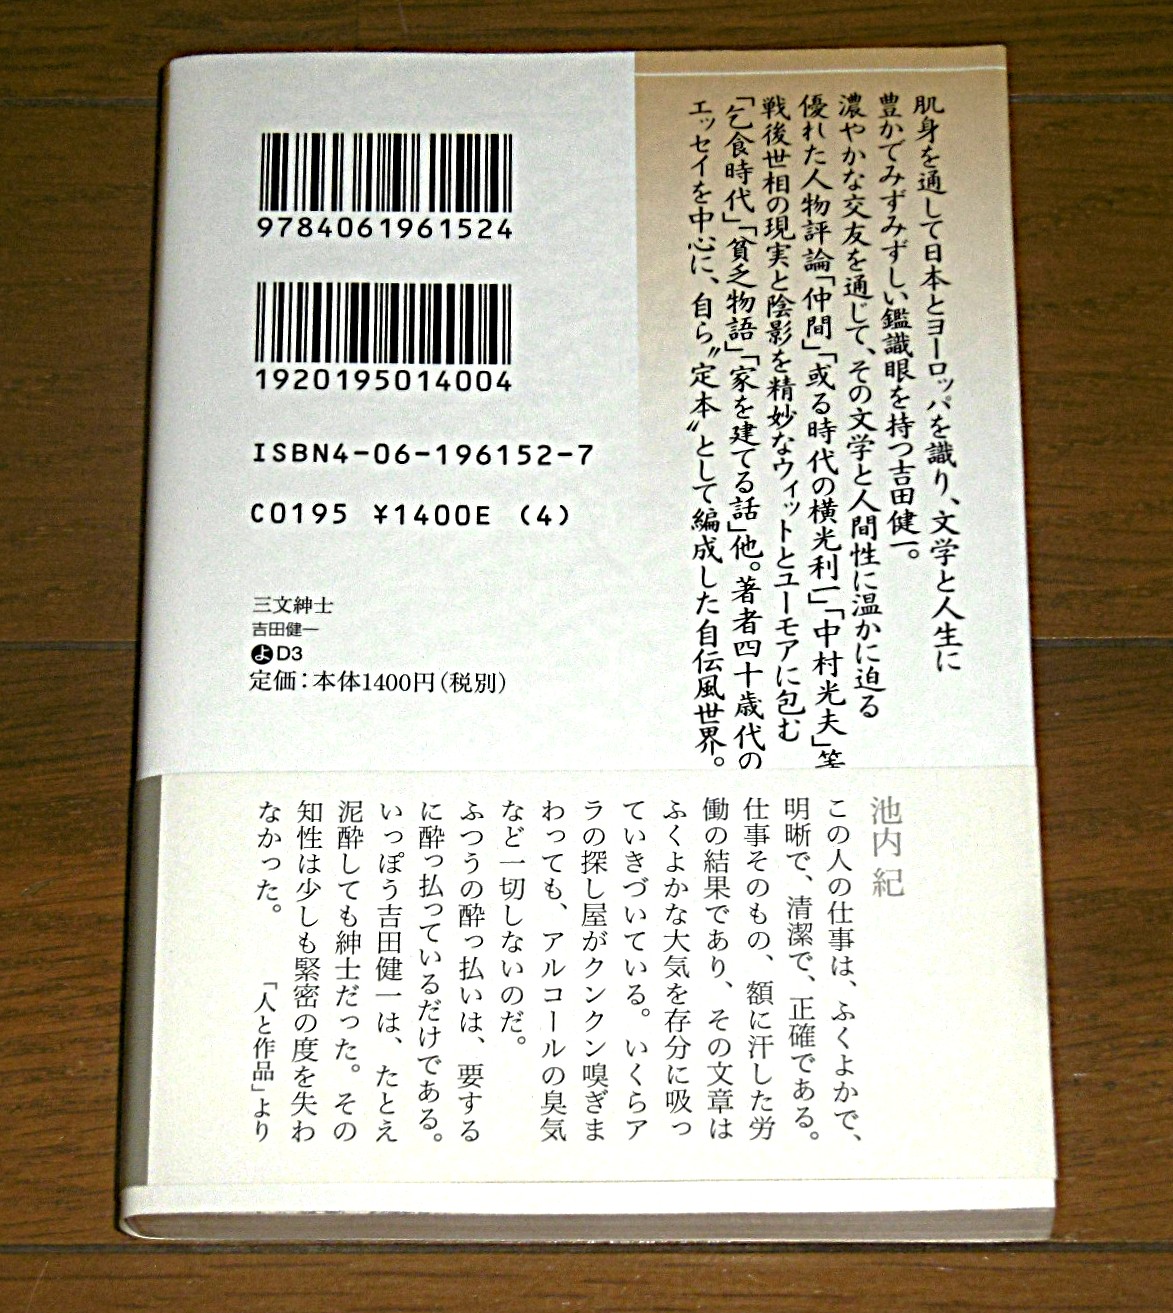 肌身を通して日本とヨーロッパを識り、文学と人生に
豊かでみずみずしい鑑識眼を持つ吉田健一。
濃やかな交友を通じて、その文学と人間性に温かに迫る
優れた人物評論「仲間」「或る時代の横光利一」「中村光夫」等
戦後世相の現実と陰影を精妙なウィットとユーモアに包む
「乞食時代」「貧乏物語」「家を建てる話」他。著者四十歳代の
エッセイを中心に、自ら〝定本〟として編成した自伝風世界。
9784061961524
1920195014004
ISBN4-06-196152-7
C0195 ¥1400E (4)
三文紳士
吉田健一
よD3
定価：本体1400円（税別）
池内 紀
この人の仕事は、ふくよかで、
明晰で、清潔で、正確である。
仕事そのもの、額に汗した労
働の結果であり、その文章は
ふくよかな大気を存分に吸っ
ていきづいている。いくらア
ラの探し屋がクンクン嗅ぎま
わっても、アルコールの臭気
など一切しないのだ。
ふつうの酔っ払いは、要する
に酔っ払っているだけである。
いっぽう吉田健一は、たとえ
泥酔しても紳士だった。その
知性は少しも緊密の度を失わ
なかった。
「人と作品」より